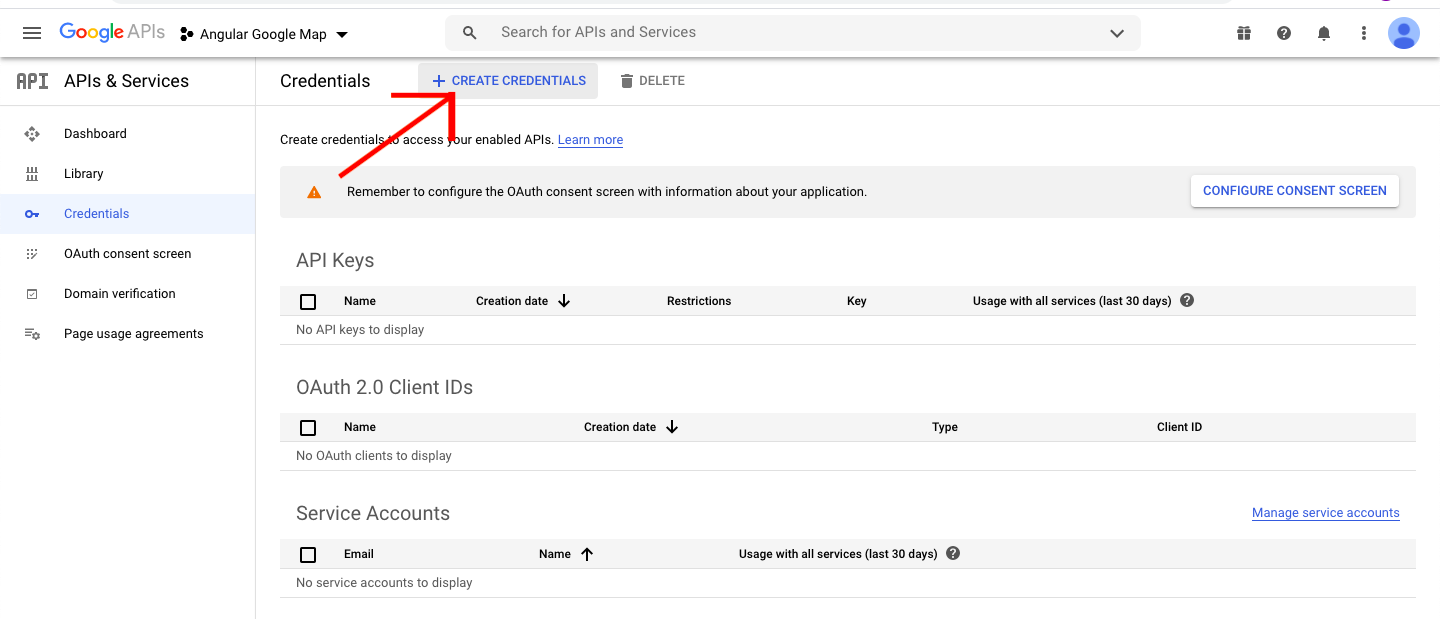 Google APIs Angular Google Map Search for APIs and Services
API APIs & Services Credentials + CREATE CREDENTIALS DELETE
Dashboard
Library
Credentials
OAuth consent screen
Domain verification
Page usage agreements
Create credentials to access your enabled APIs. Learn more
Remember to configure the OAuth consent screen with information about your application. CONFIGURE CONSENT SCREEN
API Keys
Name Creation date Restrictions Key Usage with all services (last 30 days) ?
No API keys to display
OAuth 2.0 Client IDs
Name Creation date Type Client ID
No OAuth clients to display
Service Accounts Manage service accounts
Email Name Usage with all services (last 30 days) ?
No service accounts to display